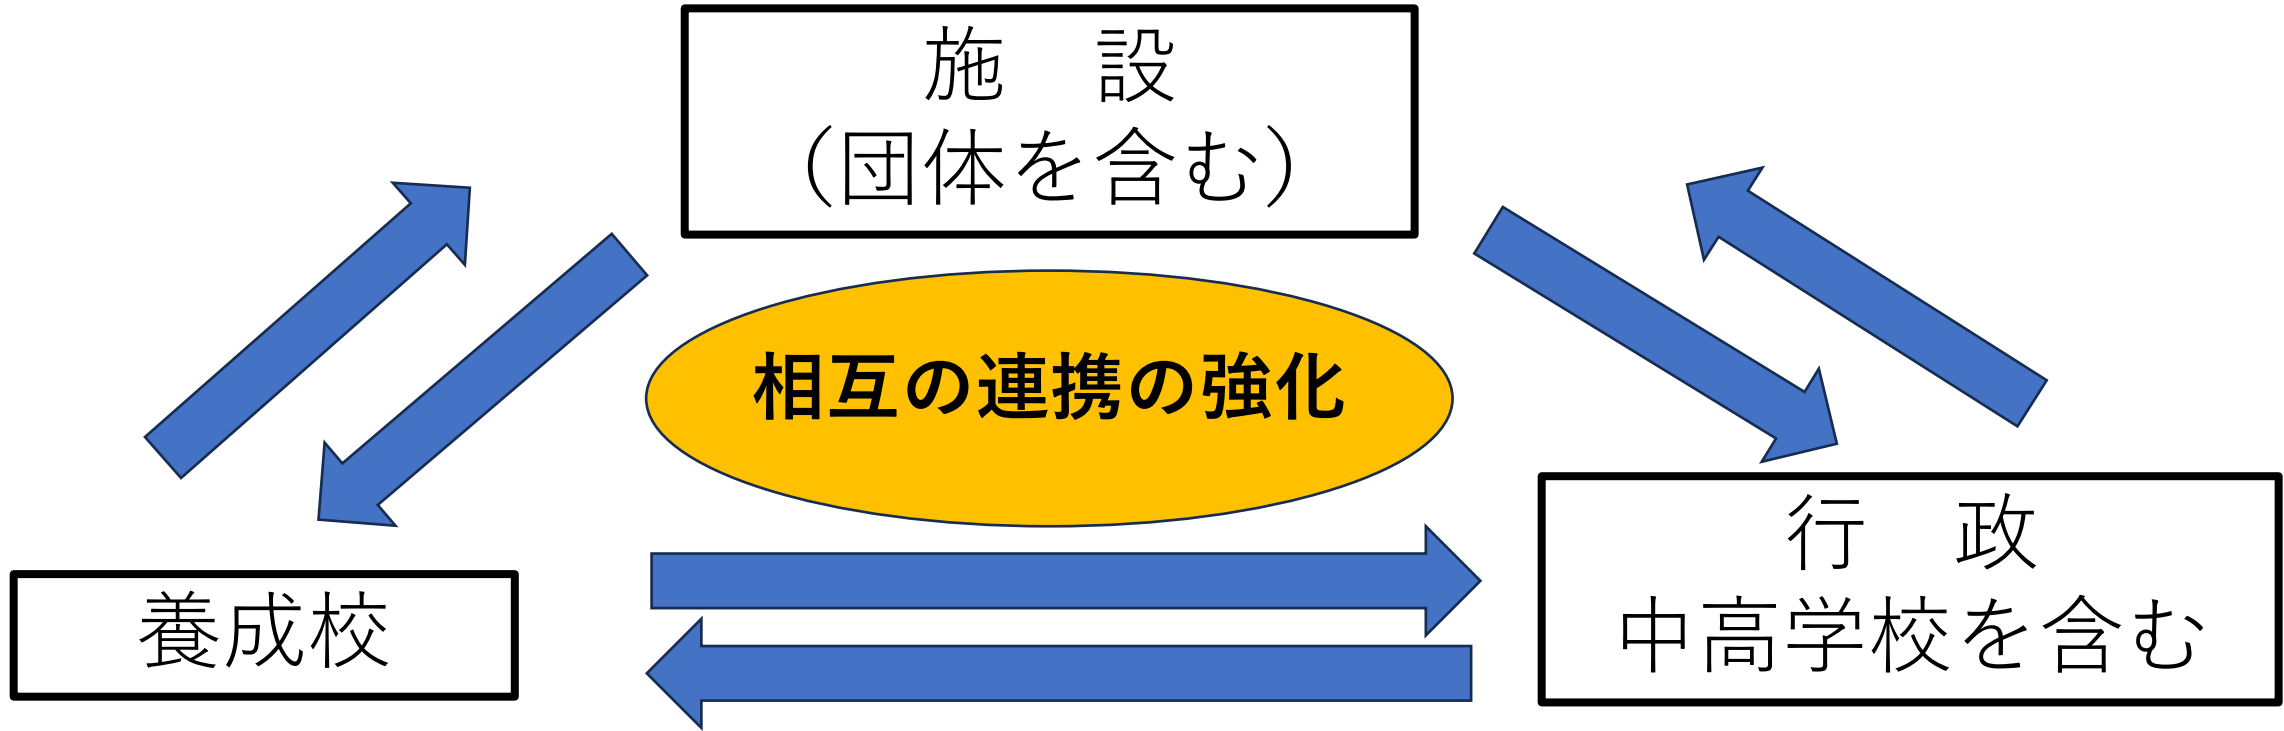 施　設
（団体を含む）
相互の連携の強化
行　政
中高学校を含む
養成校